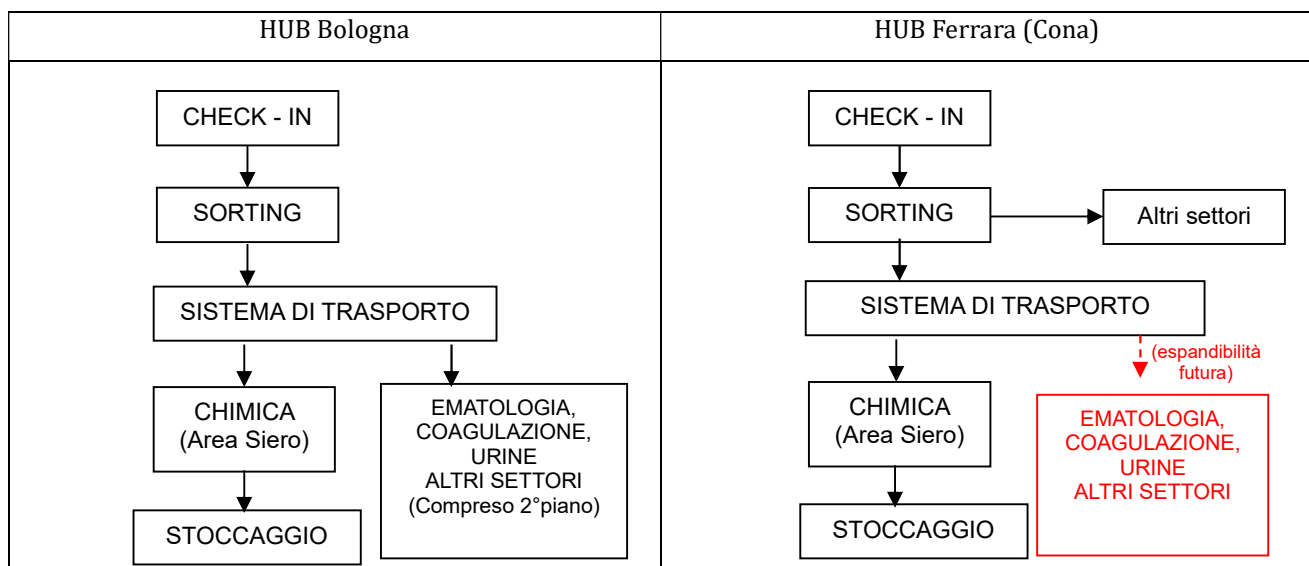 HUB Bologna
CHECK - IN
SORTING
SISTEMA DI TRASPORTO
CHIMICA
(Area Siero)
EMATOLOGIA,
COAGULAZIONE,
URINE
ALTRI SETTORI
(Compreso 2°piano)
STOCCAGGIO
HUB Ferrara (Cona)
CHECK - IN
SORTING
Altri settori
SISTEMA DI TRASPORTO
(espandibilità
futura)
CHIMICA
(Area Siero)
EMATOLOGIA,
COAGULAZIONE,
URINE
ALTRI SETTORI
STOCCAGGIO